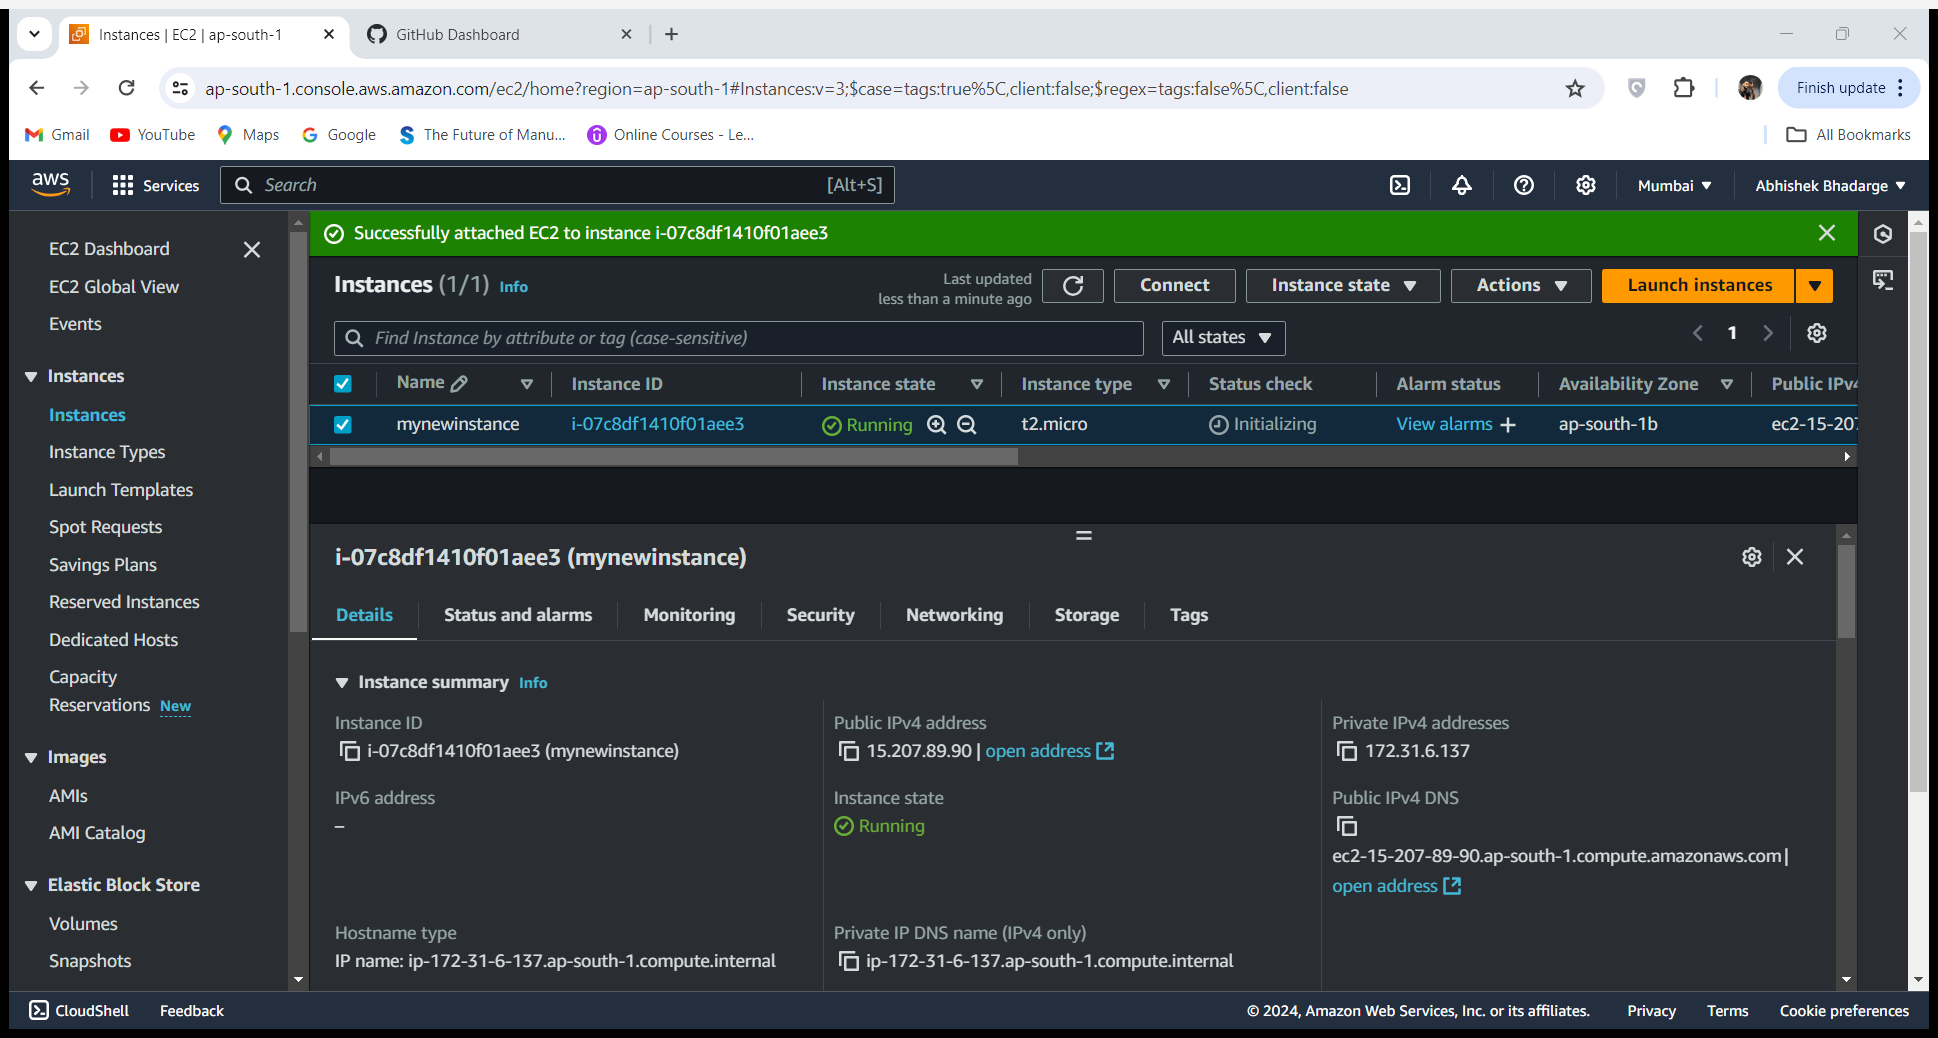 Instances | EC2 | ap-south-1
GitHub Dashboard
ap-south-1.console.aws.amazon.com/ec2/home?region=ap-south-1#Instances:v=3;$case=tags:true%5C,client:false;$regex=tags:false%5C,client:false
Finish update
Gmail
YouTube
Maps
Google
The Future of Manu...
Online Courses - Le...
All Bookmarks
aws
Services
Search
[Alt+S]
Mumbai
Abhishek Bhadarge
EC2 Dashboard
EC2 Global View
Events
Instances
Instances
Instance Types
Launch Templates
Spot Requests
Savings Plans
Reserved Instances
Dedicated Hosts
Capacity
Reservations New
Images
AMIs
AMI Catalog
Elastic Block Store
Volumes
Snapshots
Successfully attached EC2 to instance i-07c8df1410f01aee3
Instances (1/1) Info
Last updated
less than a minute ago
Connect
Instance state
Actions
Launch instances
Find Instance by attribute or tag (case-sensitive)
All states
1
Name
Instance ID
Instance state
Instance type
Status check
Alarm status
Availability Zone
Public IPv4
mynewinstance
i-07c8df1410f01aee3
Running
t2.micro
Initializing
View alarms +
ap-south-1b
ec2-15-207
i-07c8df1410f01aee3 (mynewinstance)
Details
Status and alarms
Monitoring
Security
Networking
Storage
Tags
Instance summary Info
Instance ID
i-07c8df1410f01aee3 (mynewinstance)
Public IPv4 address
15.207.89.90 | open address
Private IPv4 addresses
172.31.6.137
IPv6 address
–
Instance state
Running
Public IPv4 DNS
ec2-15-207-89-90.ap-south-1.compute.amazonaws.com |
open address
Hostname type
IP name: ip-172-31-6-137.ap-south-1.compute.internal
Private IP DNS name (IPv4 only)
ip-172-31-6-137.ap-south-1.compute.internal
CloudShell
Feedback
© 2024, Amazon Web Services, Inc. or its affiliates.
Privacy
Terms
Cookie preferences